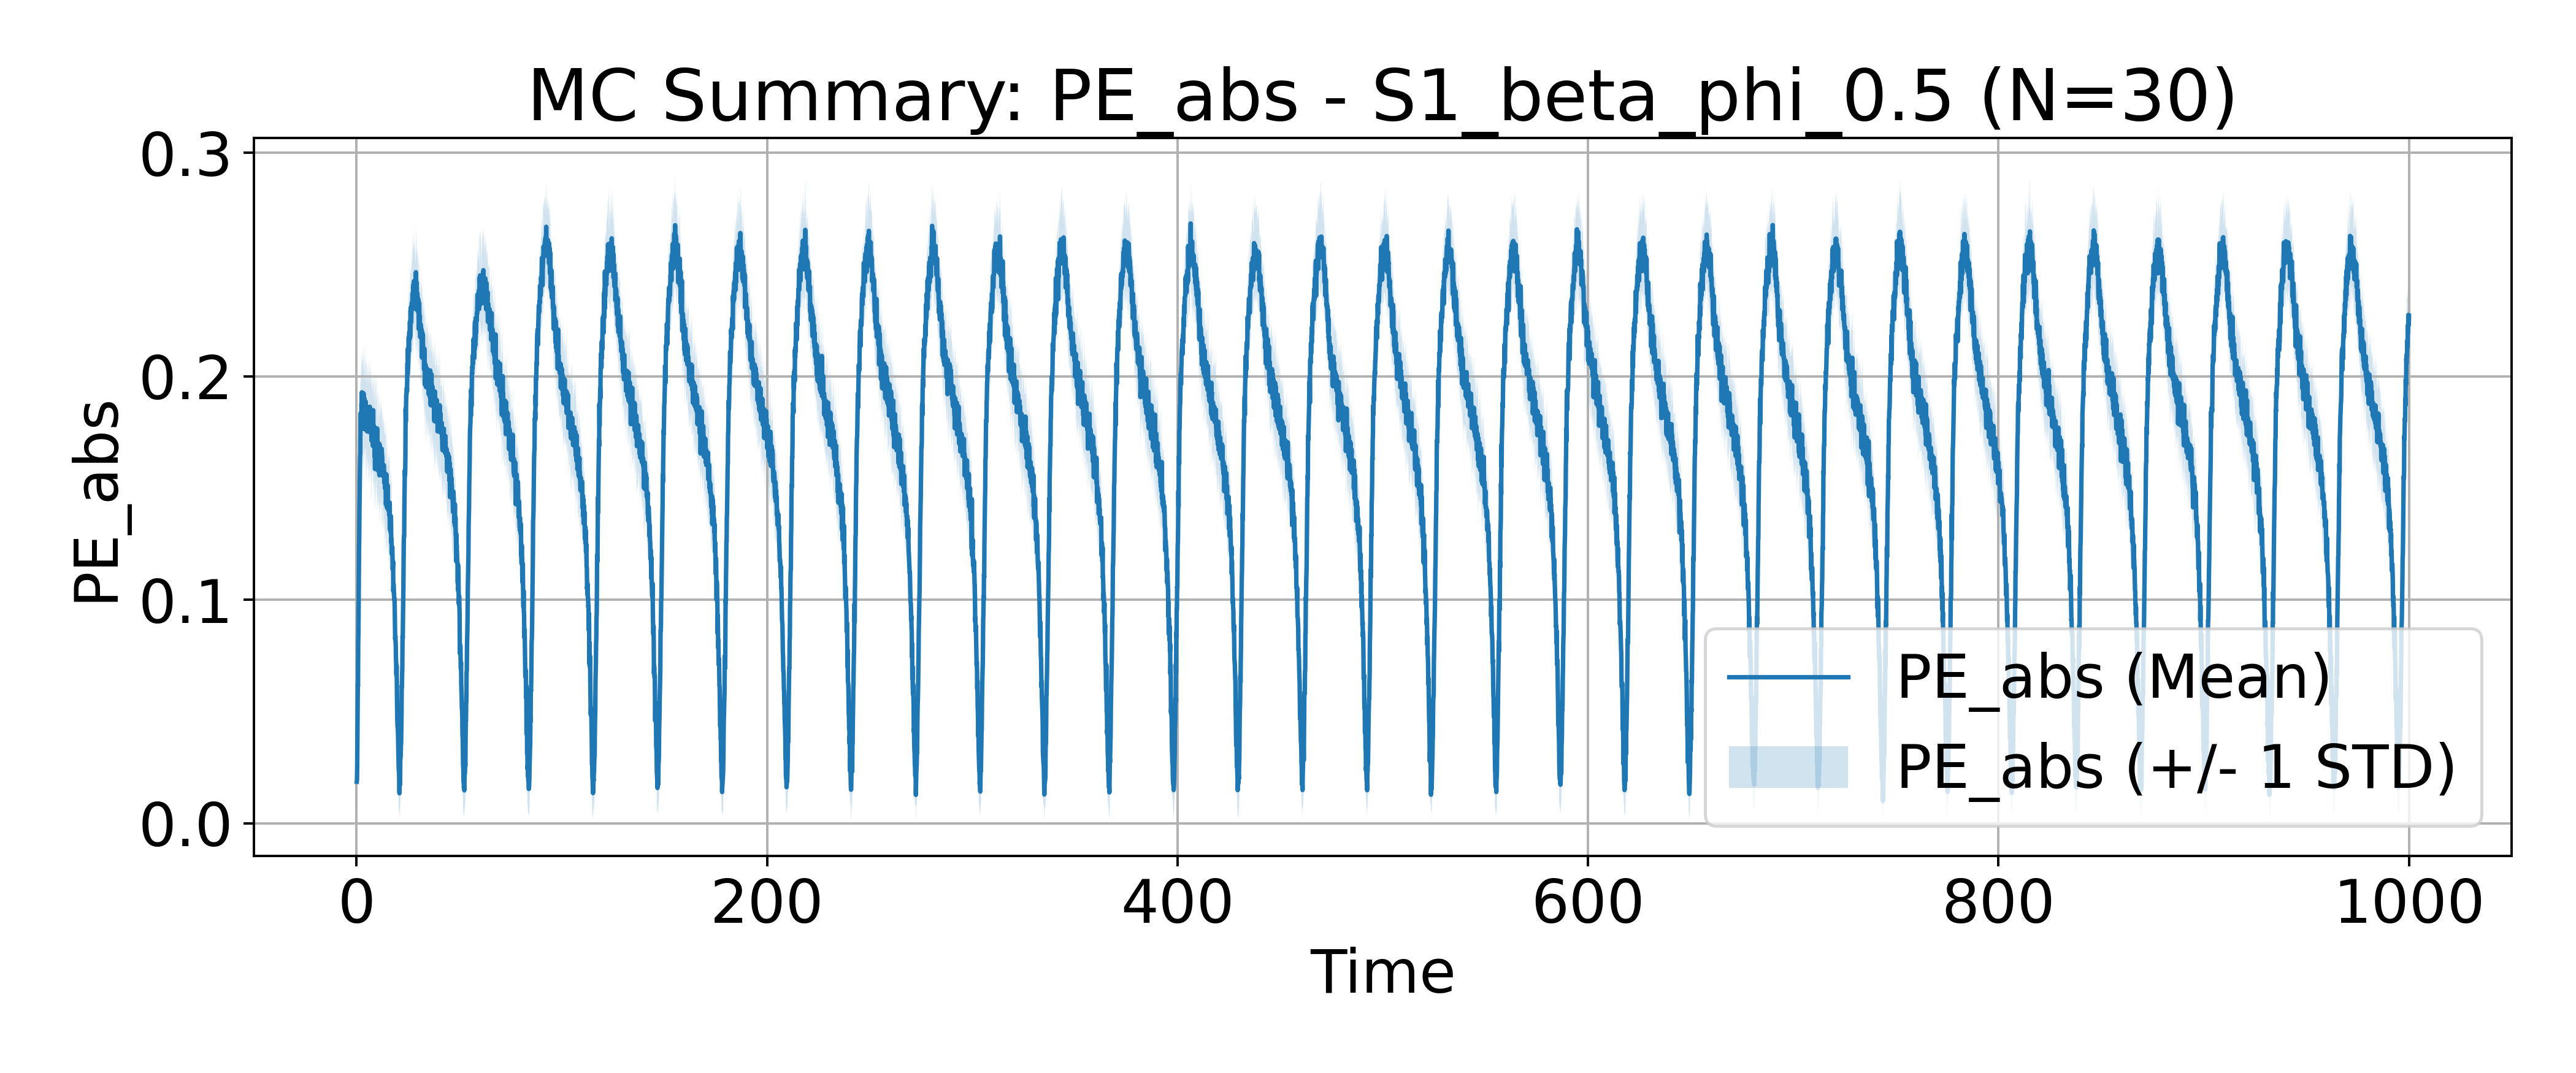 MC Summary: PE_abs - S1_beta_phi_0.5 (N=30)
0.3
0.2
0.1
0.0
PE_abs
PE_abs (Mean)
PE_abs (+/- 1 STD)
0 200 400 600 800 1000
Time